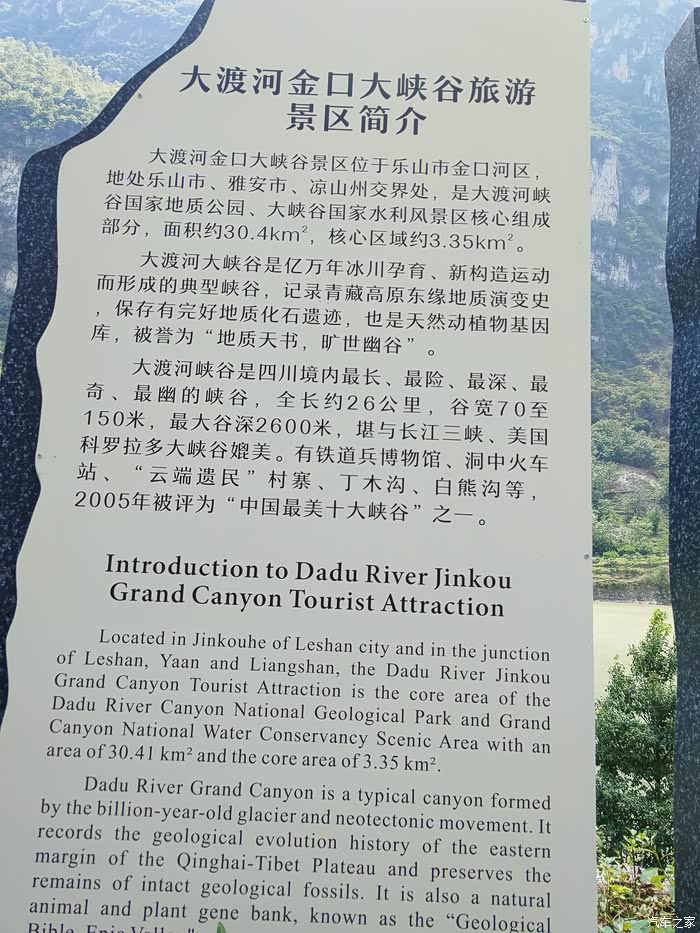 大渡河金口大峡谷旅游
景区简介
大渡河金口大峡谷景区位于乐山市金口河区，
地处乐山市、雅安市、凉山州交界处，是大渡河峡
谷国家地质公园、大峡谷国家水利风景区核心组成
部分，面积约30.4km²，核心区域约3.35km²。
大渡河大峡谷是亿万年冰川孕育、新构造运动
而形成的典型峡谷，记录青藏高原东缘地质演变史
，保存有完好地质化石遗迹，也是天然动植物基因
库，被誉为“地质天书，旷世幽谷”。
大渡河峡谷是四川境内最长、最险、最深、最
奇、最幽的峡谷，全长约26公里，谷宽70至
150米，最大谷深2600米，堪与长江三峡、美国
科罗拉多大峡谷媲美。有铁道兵博物馆、洞中火车
站、“云端遗民”村寨、丁木沟、白熊沟等，
2005年被评为“中国最美十大峡谷”之一。
Introduction to Dadu River Jinkou
Grand Canyon Tourist Attraction
Located in Jinkouhe of Leshan city and in the junction
of Leshan, Yaan and Liangshan, the Dadu River Jinkou
Grand Canyon Tourist Attraction is the core area of the
Dadu River Canyon National Geological Park and Grand
Canyon National Water Conservancy Scenic Area with an
area of 30.41 km² and the core area of 3.35 km².
Dadu River Grand Canyon is a typical canyon formed
by the billion-year-old glacier and neotectonic movement. It
records the geological evolution history of the eastern
margin of the Qinghai-Tibet Plateau and preserves the
remains of intact geological fossils. It is also a natural
animal and plant gene bank, known as the “Geological
Bible, Epic Valley”
汽车之家